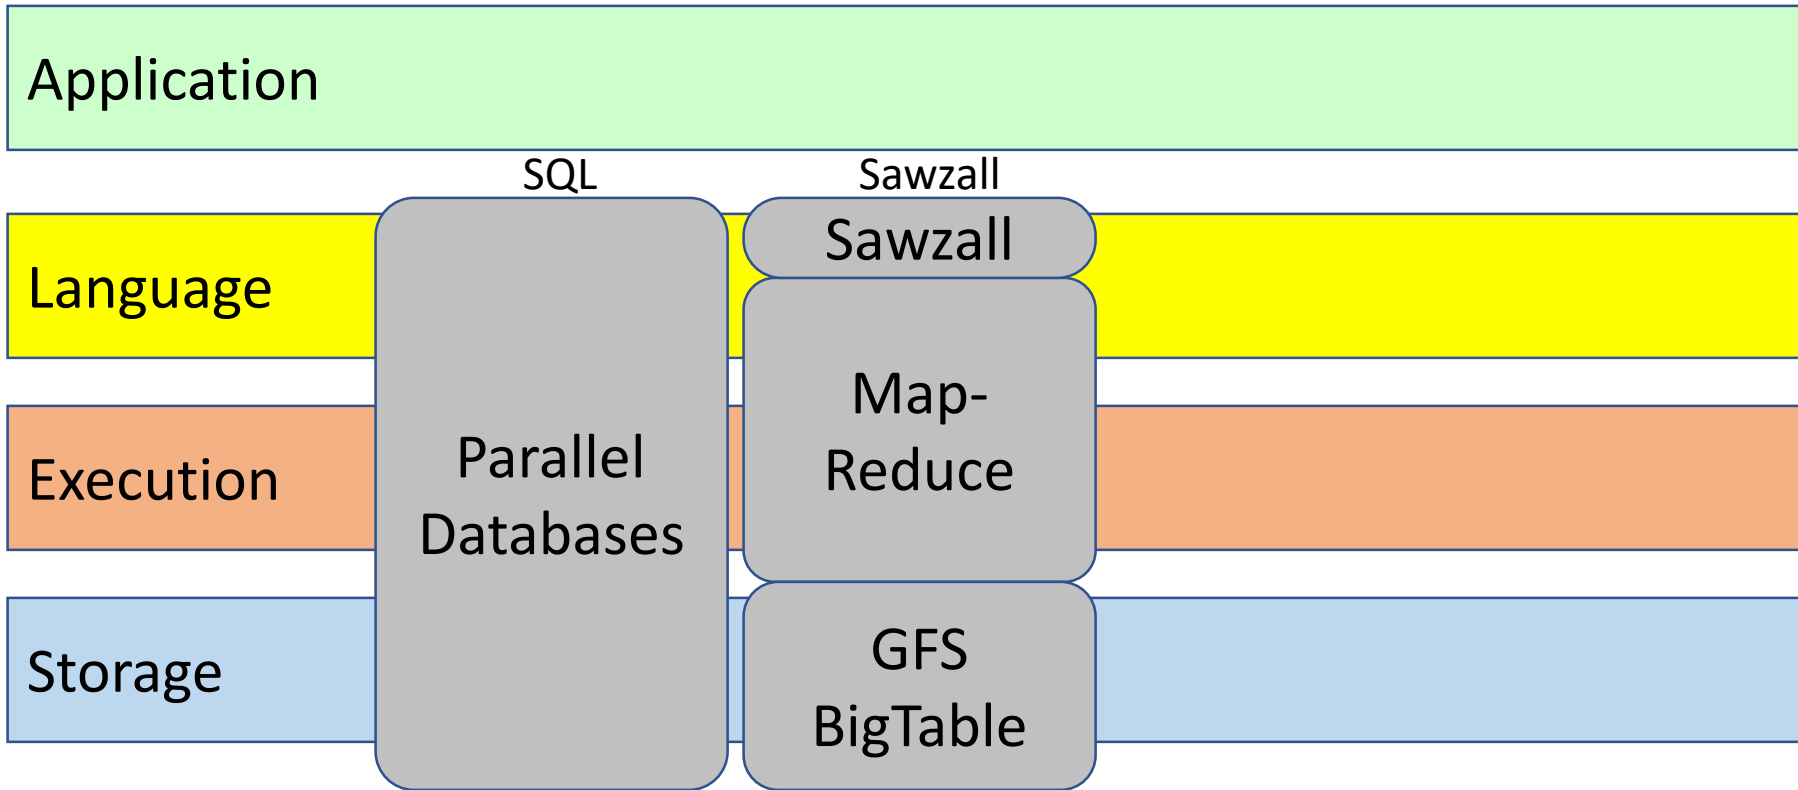 Application
SQL
Sawzall
Sawzall
Language
Map-
Reduce
Parallel
Databases
Execution
GFS
BigTable
Storage